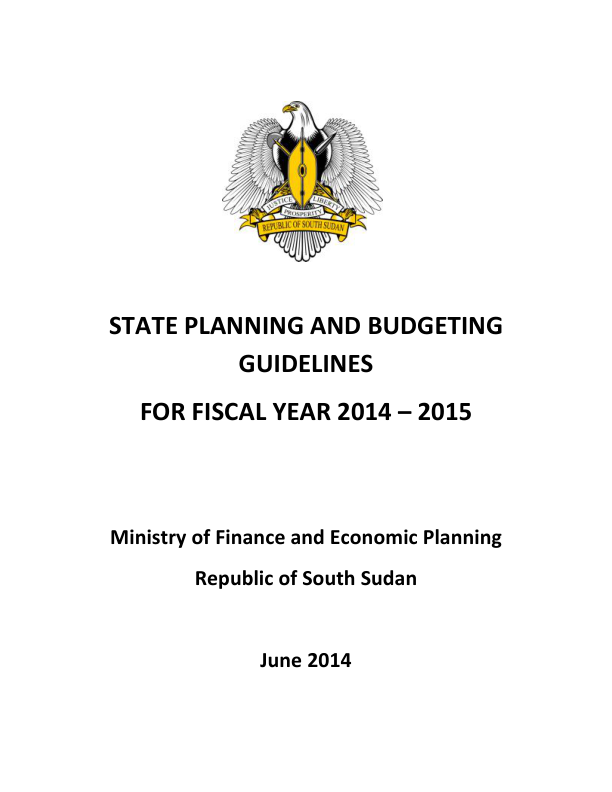 JUSTICE LIBERTY
PROSPERITY
REPUBLIC OF SOUTH SUDAN
STATE PLANNING AND BUDGETING
GUIDELINES
FOR FISCAL YEAR 2014 – 2015
Ministry of Finance and Economic Planning
Republic of South Sudan
June 2014